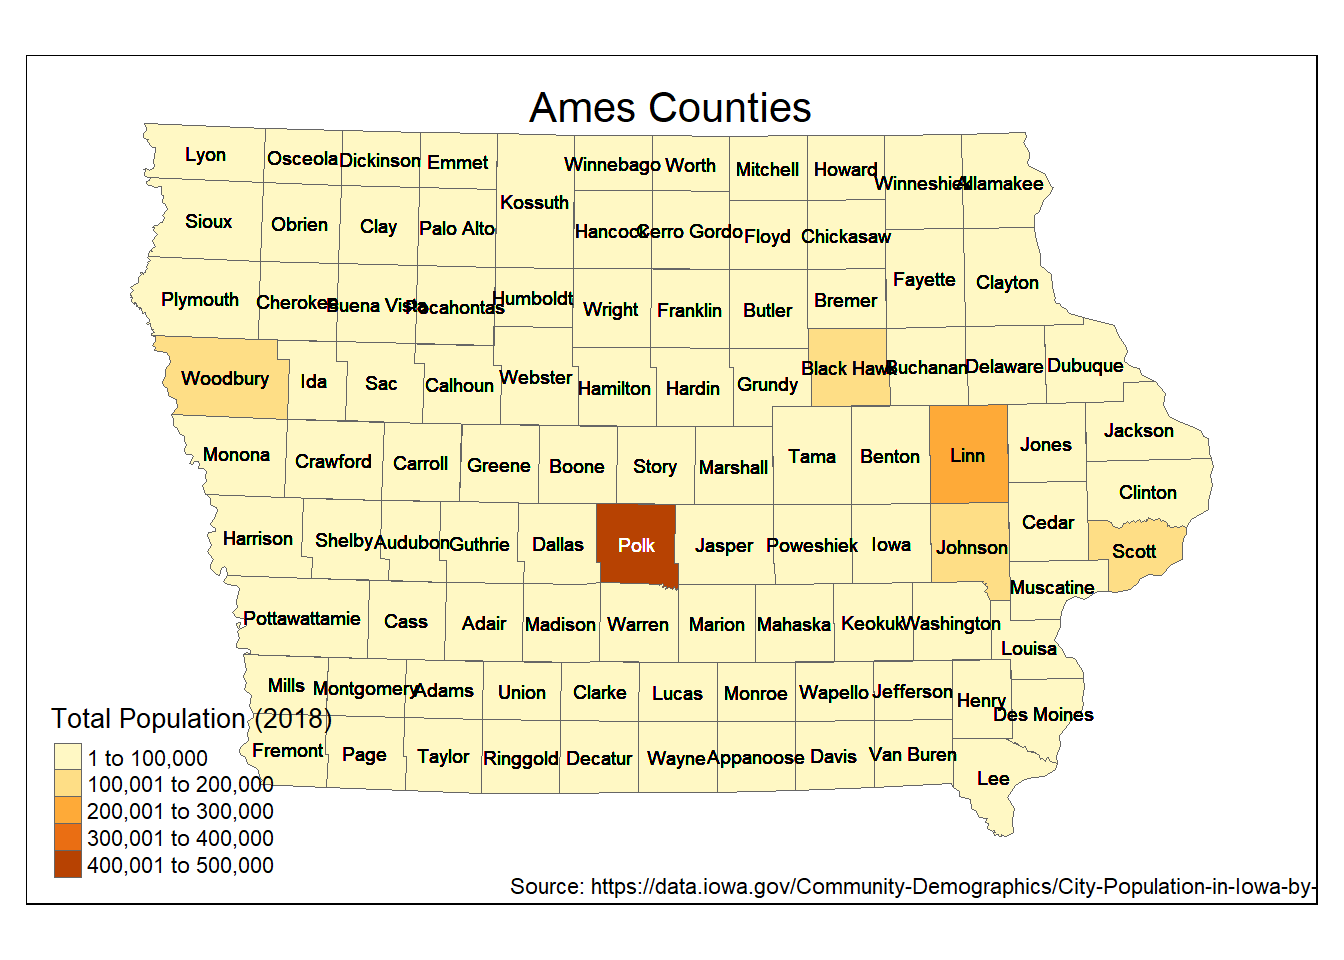 Ames Counties
Lyon
Osceola
Dickinson
Emmet
Kossuth
Winnebago
Worth
Mitchell
Howard
Winneshiek
Allamakee
Sioux
Obrien
Clay
Palo Alto
Hancock
Cerro Gordo
Floyd
Chickasaw
Fayette
Clayton
Plymouth
Cherokee
Buena Vista
Pocahontas
Humboldt
Wright
Franklin
Butler
Bremer
Woodbury
Ida
Sac
Calhoun
Webster
Hamilton
Hardin
Grundy
Black Hawk
Buchanan
Delaware
Dubuque
Monona
Crawford
Carroll
Greene
Boone
Story
Marshall
Tama
Benton
Linn
Jones
Jackson
Clinton
Harrison
Shelby
Audubon
Guthrie
Dallas
Polk
Jasper
Poweshiek
Iowa
Johnson
Cedar
Scott
Muscatine
Pottawattamie
Cass
Adair
Madison
Warren
Marion
Mahaska
Keokuk
Washington
Louisa
Mills
Montgomery
Adams
Union
Clarke
Lucas
Monroe
Wapello
Jefferson
Henry
Des Moines
Fremont
Page
Taylor
Ringgold
Decatur
Wayne
Appanoose
Davis
Van Buren
Lee
Total Population (2018)
1 to 100,000
100,001 to 200,000
200,001 to 300,000
300,001 to 400,000
400,001 to 500,000
Source: https://data.iowa.gov/Community-Demographics/City-Population-in-Iowa-by-